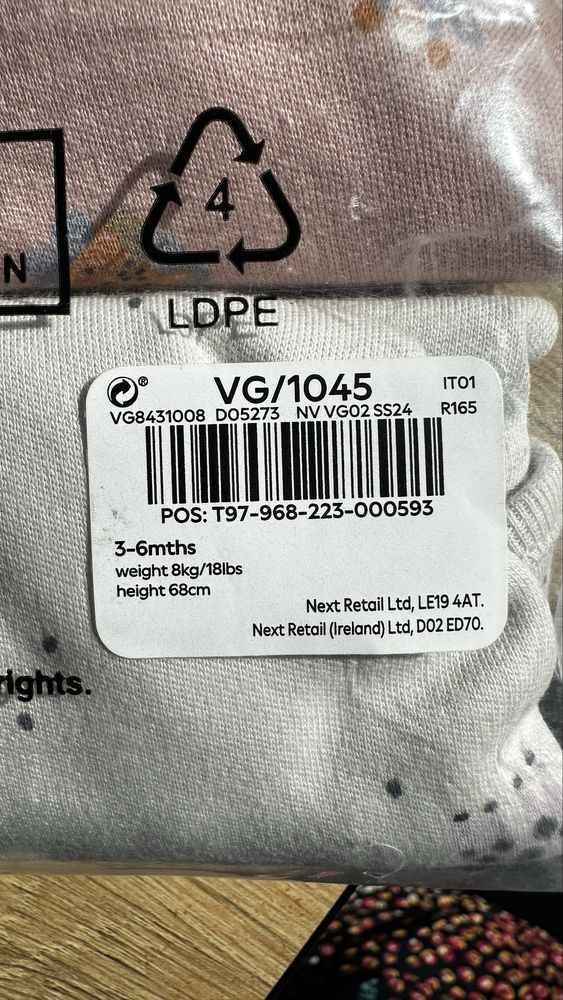 N
4
LDPE
® VG/1045 IT01
VG8431008 D05273 NV VG02 SS24 R165
POS: T97-968-223-000593
3-6mths
weight 8kg/18lbs
height 68cm
Next Retail Ltd, LE19 4AT.
Next Retail (Ireland) Ltd, D02 ED70.
rights.